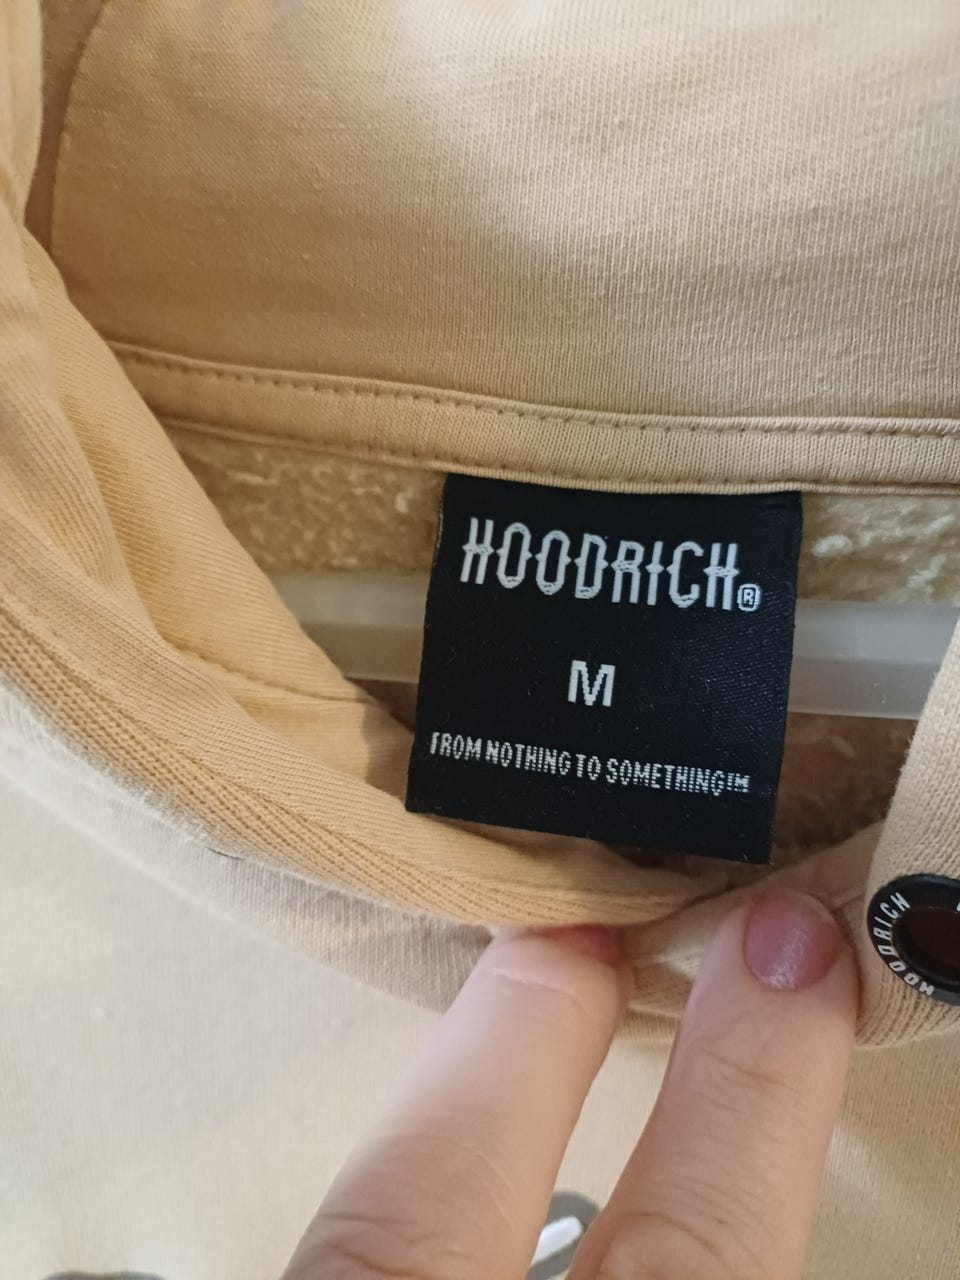 HOODRICH®
M
FROM NOTHING TO SOMETHING™
HOODRICH